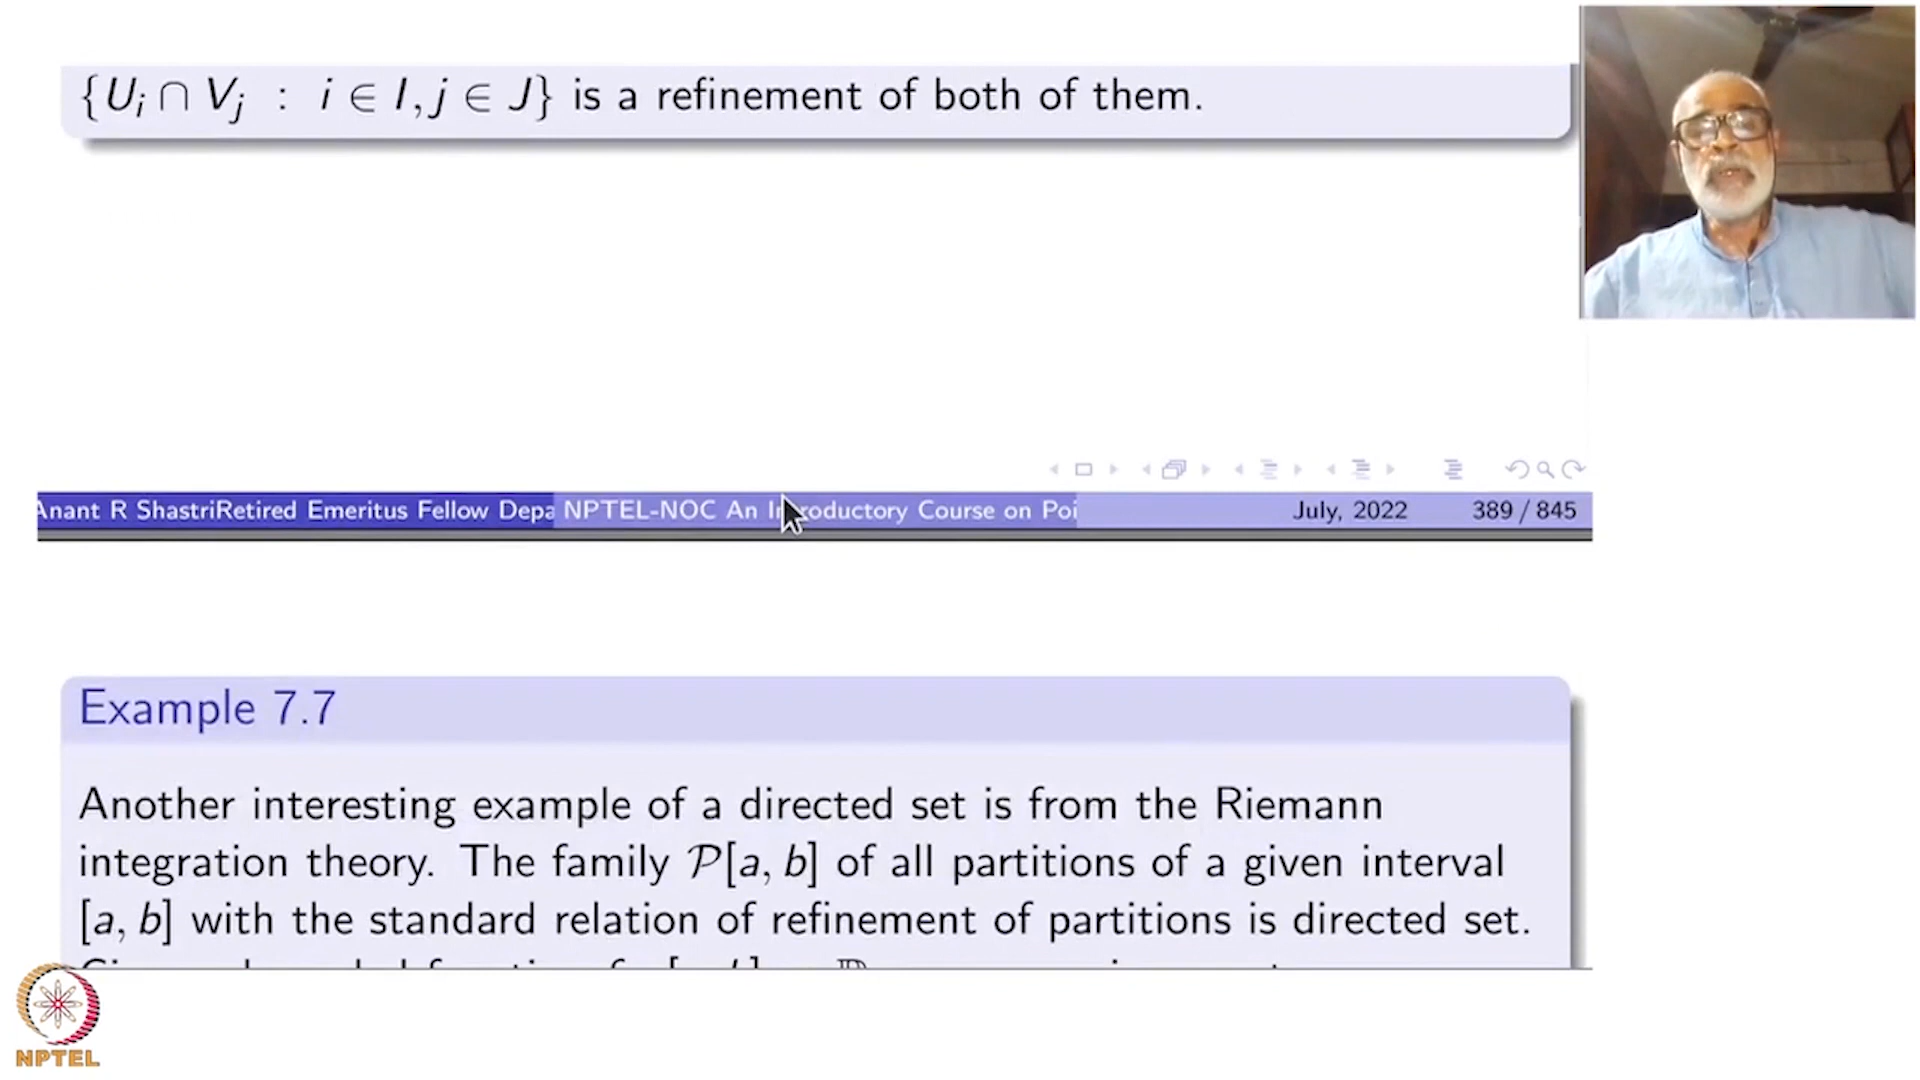 {U_i ∩ V_j : i ∈ I, j ∈ J} is a refinement of both of them.
Anant R ShastriRetired Emeritus Fellow Depa NPTEL-NOC An Introductory Course on Poi July, 2022 389 / 845
Example 7.7
Another interesting example of a directed set is from the Riemann
integration theory. The family 𝒫[a, b] of all partitions of a given interval
[a, b] with the standard relation of refinement of partitions is directed set.
NPTEL